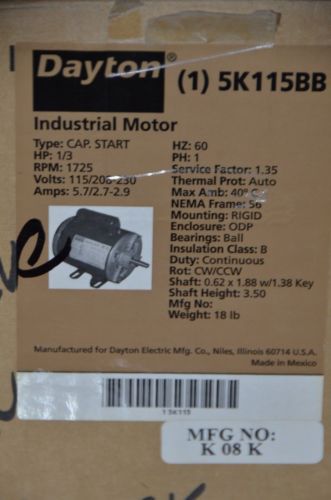 Dayton® (1) 5K115BB
Industrial Motor
Type: CAP. START
HP: 1/3
RPM: 1725
Volts: 115/208-230
Amps: 5.7/2.7-2.9
HZ: 60
PH: 1
Service Factor: 1.35
Thermal Prot: Auto
Max Amb: 40° C
NEMA Frame: 56
Mounting: RIGID
Enclosure: ODP
Bearings: Ball
Insulation Class: B
Duty: Continuous
Rot: CW/CCW
Shaft: 0.62 x 1.88 w/1.38 Key
Shaft Height: 3.50
Mfg No:
Weight: 18 lb
Manufactured for Dayton Electric Mfg. Co., Niles, Illinois 60714 U.S.A.
Made in Mexico
1 5K115
MFG NO:
K 08 K